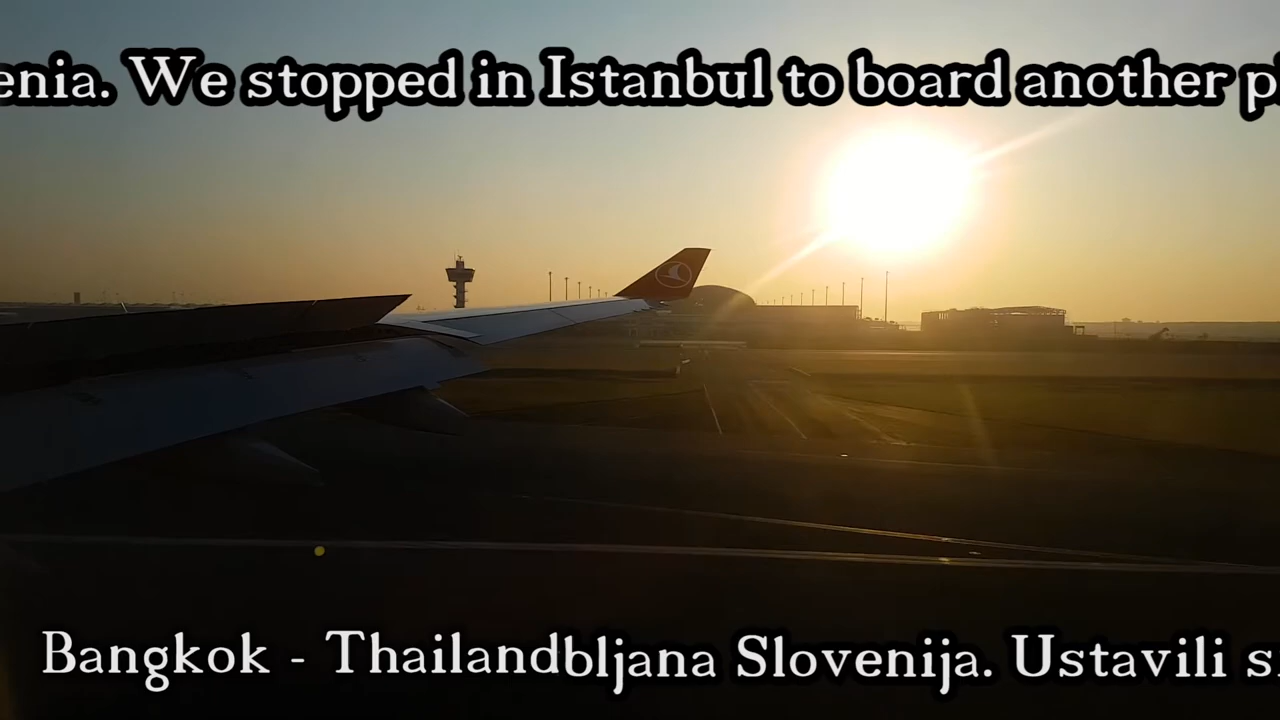 enia. We stopped in Istanbul to board another
Bangkok - Thailandbljana Slovenija. Ustavili